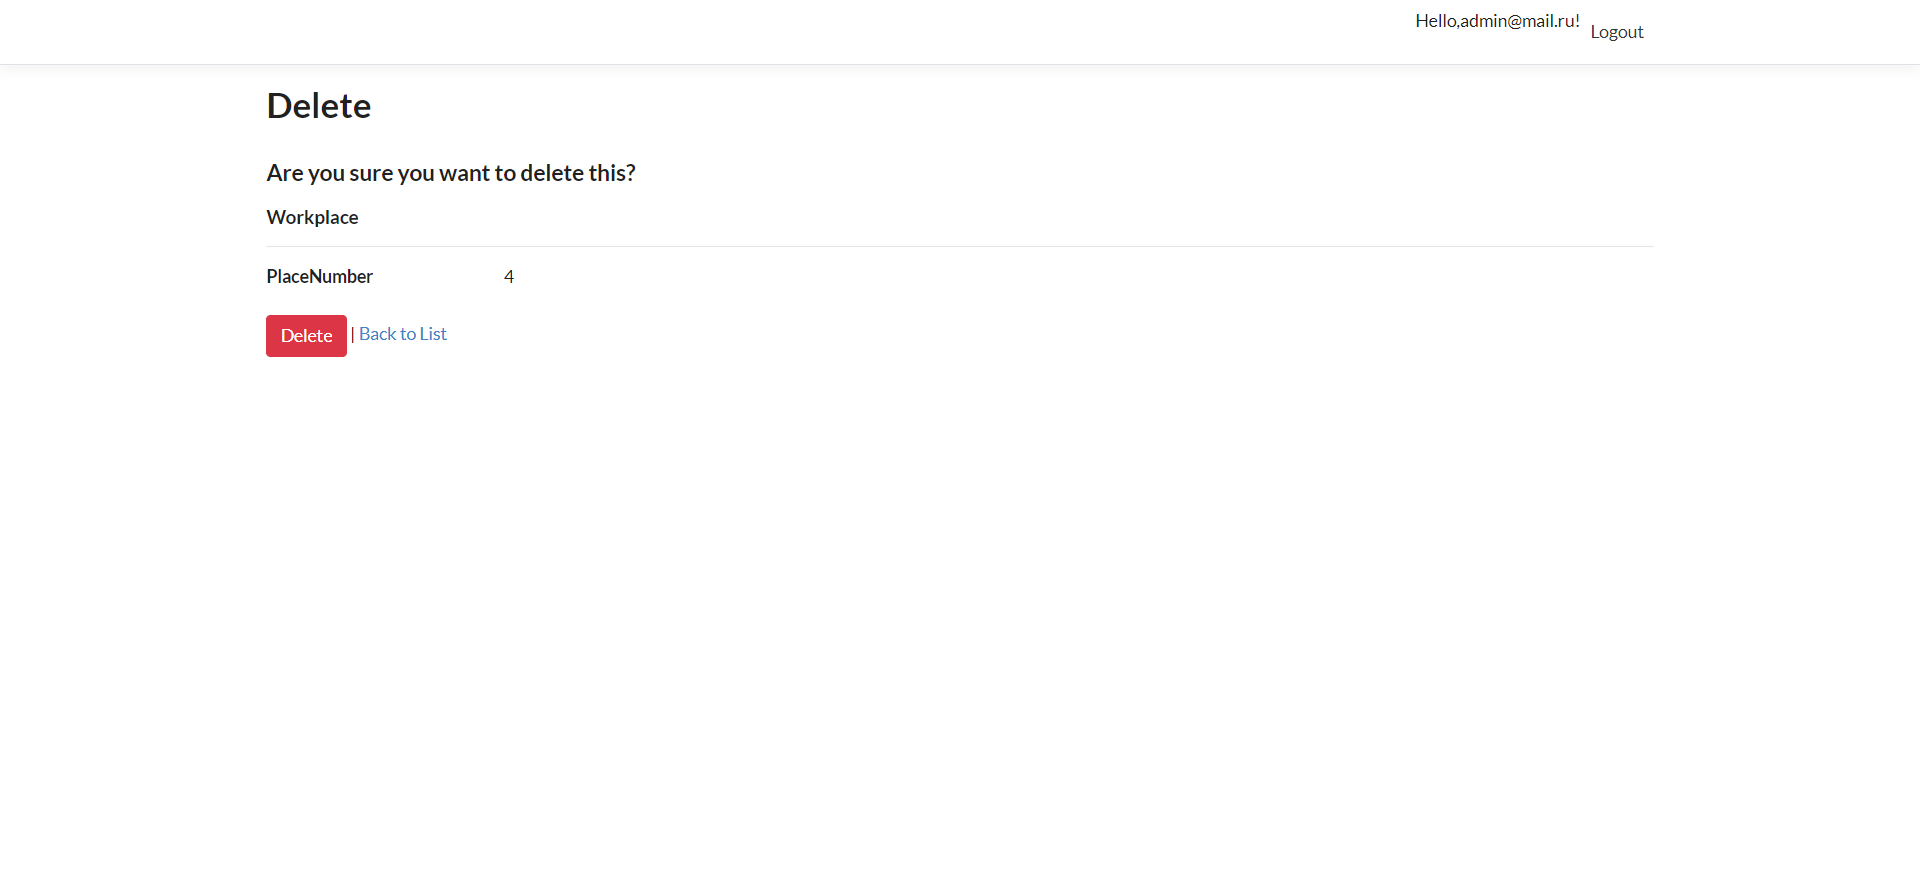 Hello,admin@mail.ru!
Logout
Delete
Are you sure you want to delete this?
Workplace
PlaceNumber 4
Delete | Back to List